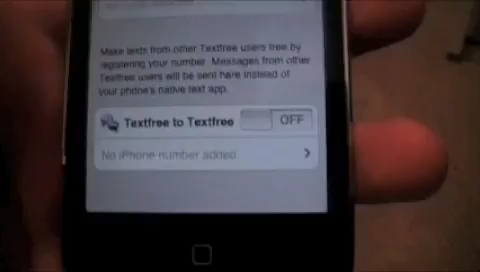 Make texts from other Textfree users free by
registering your number. Messages from other
Textfree users will be sent here instead of
your phone's native text app.
Textfree to Textfree OFF
No iPhone number added